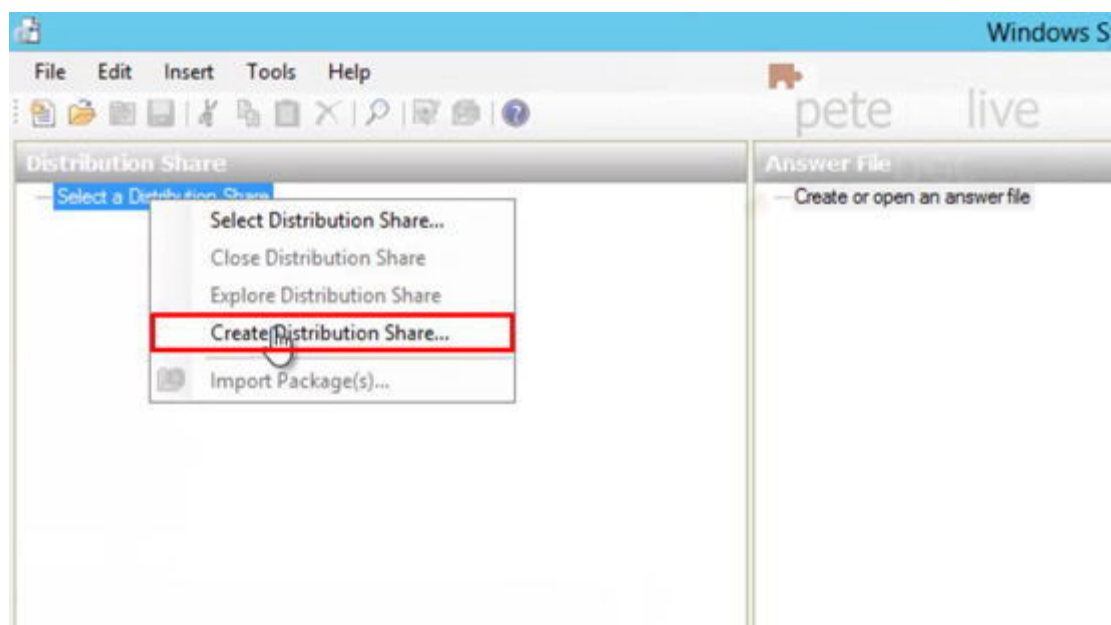 Windows S
File Edit Insert Tools Help
pete live
Distribution Share
Answer File
Select a Distribution Share
Create or open an answer file
Select Distribution Share...
Close Distribution Share
Explore Distribution Share
Create Distribution Share...
Import Package(s)...